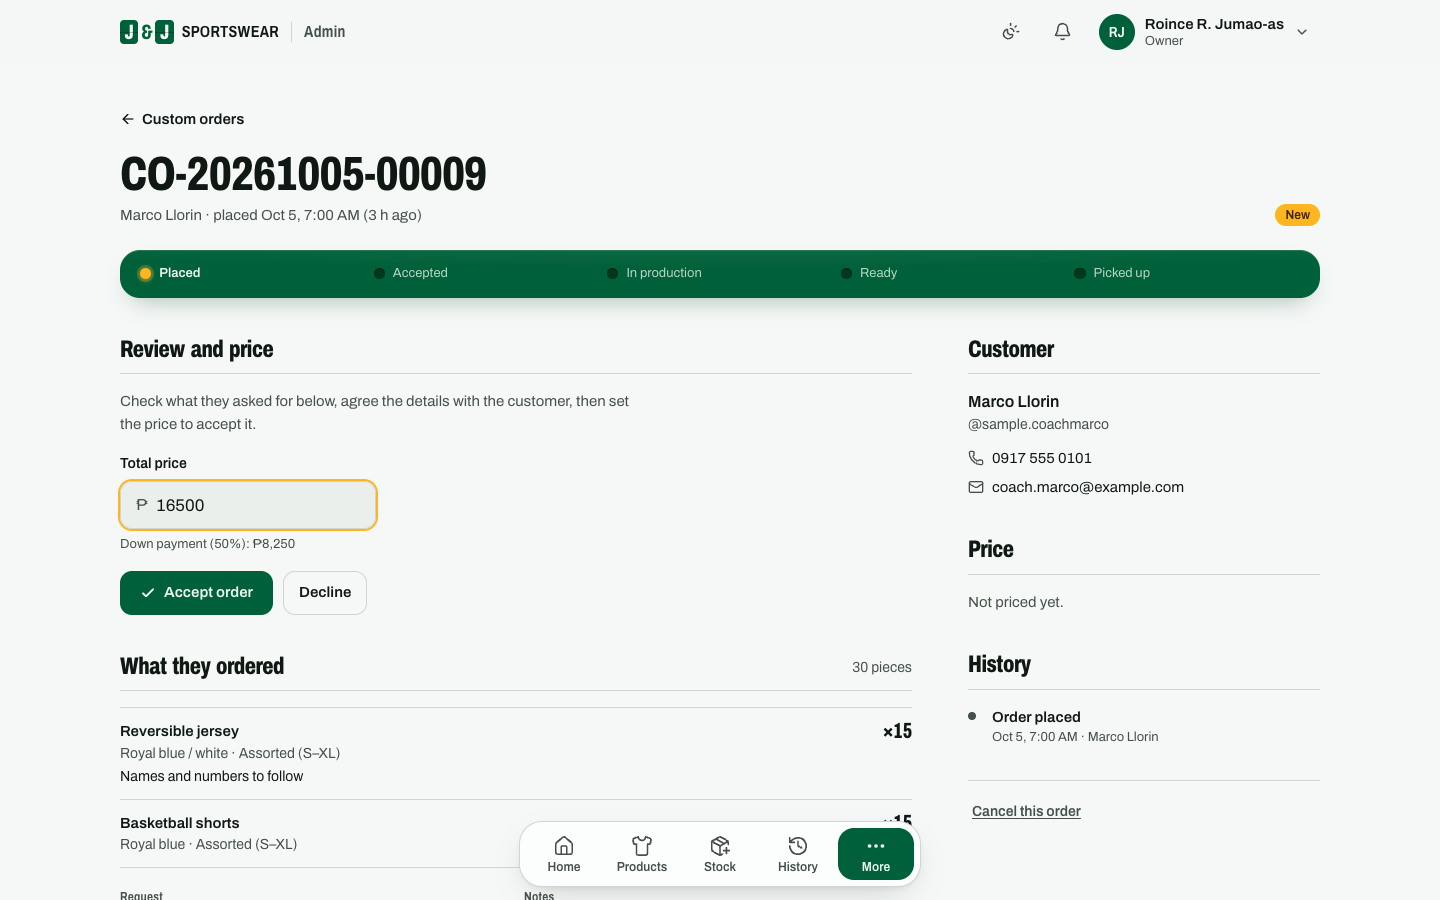 J & J SPORTSWEAR
Admin
RJ
Roince R. Jumao-as
Owner
Custom orders
CO-20261005-00009
Marco Llorin · placed Oct 5, 7:00 AM (3 h ago)
New
Placed
Accepted
In production
Ready
Picked up
Review and price
Check what they asked for below, agree the details with the customer, then set
the price to accept it.
Total price
₱ 16500
Down payment (50%): ₱8,250
Accept order
Decline
What they ordered
30 pieces
Reversible jersey
×15
Royal blue / white · Assorted (S–XL)
Names and numbers to follow
Basketball shorts
×15
Royal blue · Assorted (S–XL)
Request
Notes
Customer
Marco Llorin
@sample.coachmarco
0917 555 0101
coach.marco@example.com
Price
Not priced yet.
History
Order placed
Oct 5, 7:00 AM · Marco Llorin
Cancel this order
Home
Products
Stock
History
More